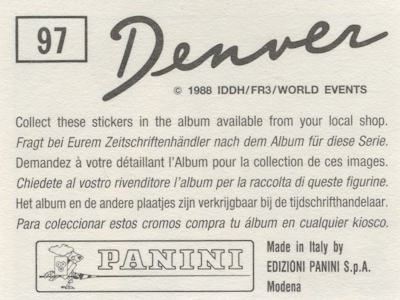 97
Denver
© 1988 IDDH/FR3/WORLD EVENTS
Collect these stickers in the album available from your local shop.
Fragt bei Eurem Zeitschriftenhändler nach dem Album für diese Serie.
Demandez à votre détaillant l'Album pour la collection de ces images.
Chiedete al vostro rivenditore l'album per la raccolta di queste figurine.
Het album en de andere plaatjes zijn verkrijgbaar bij de tijdschrifthandelaar.
Para coleccionar estos cromos compra tu álbum en cualquier kiosco.
PANINI
Made in Italy by
EDIZIONI PANINI S.p.A.
Modena